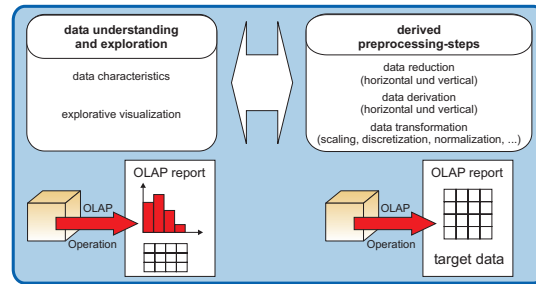 data understanding
and exploration
data characteristics
explorative visualization
derived
preprocessing-steps
data reduction
(horizontal und vertical)
data derivation
(horizontal und vertical)
data transformation
(scaling, discretization, normalization, ...)
OLAP report
OLAP
Operation
OLAP report
OLAP
Operation
target data